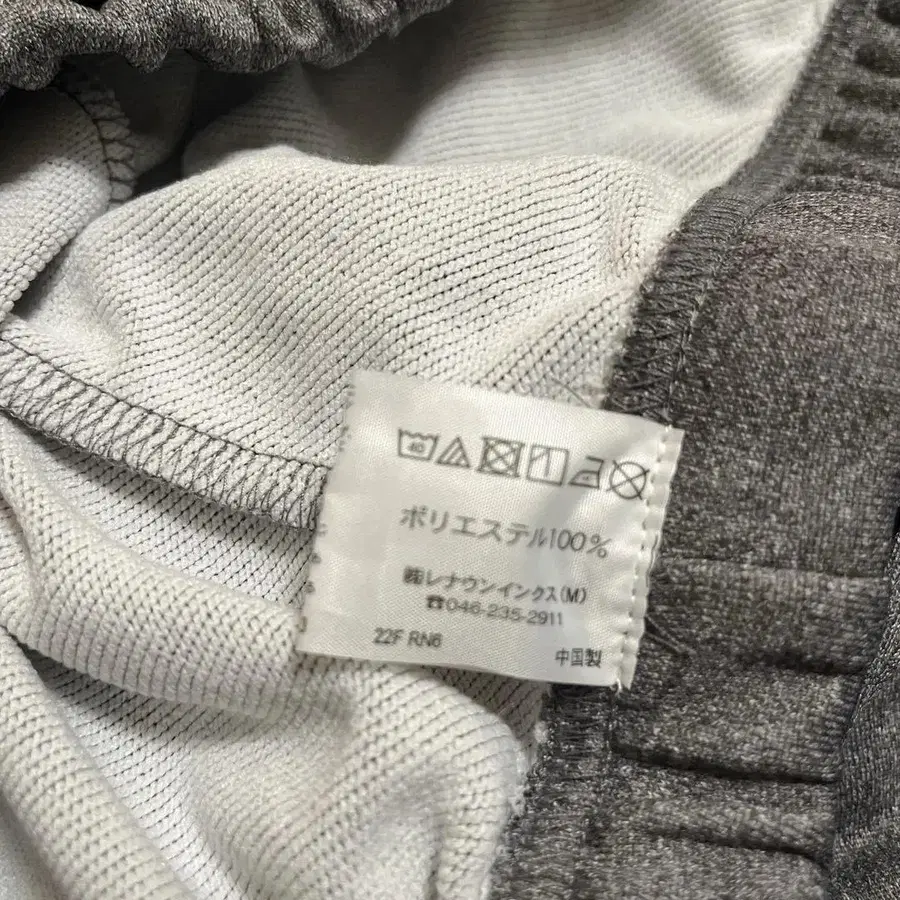 40
ポリエステル100%
㈱レナウンインクス(M)
☎046-235-2911
22F RN6
中国製